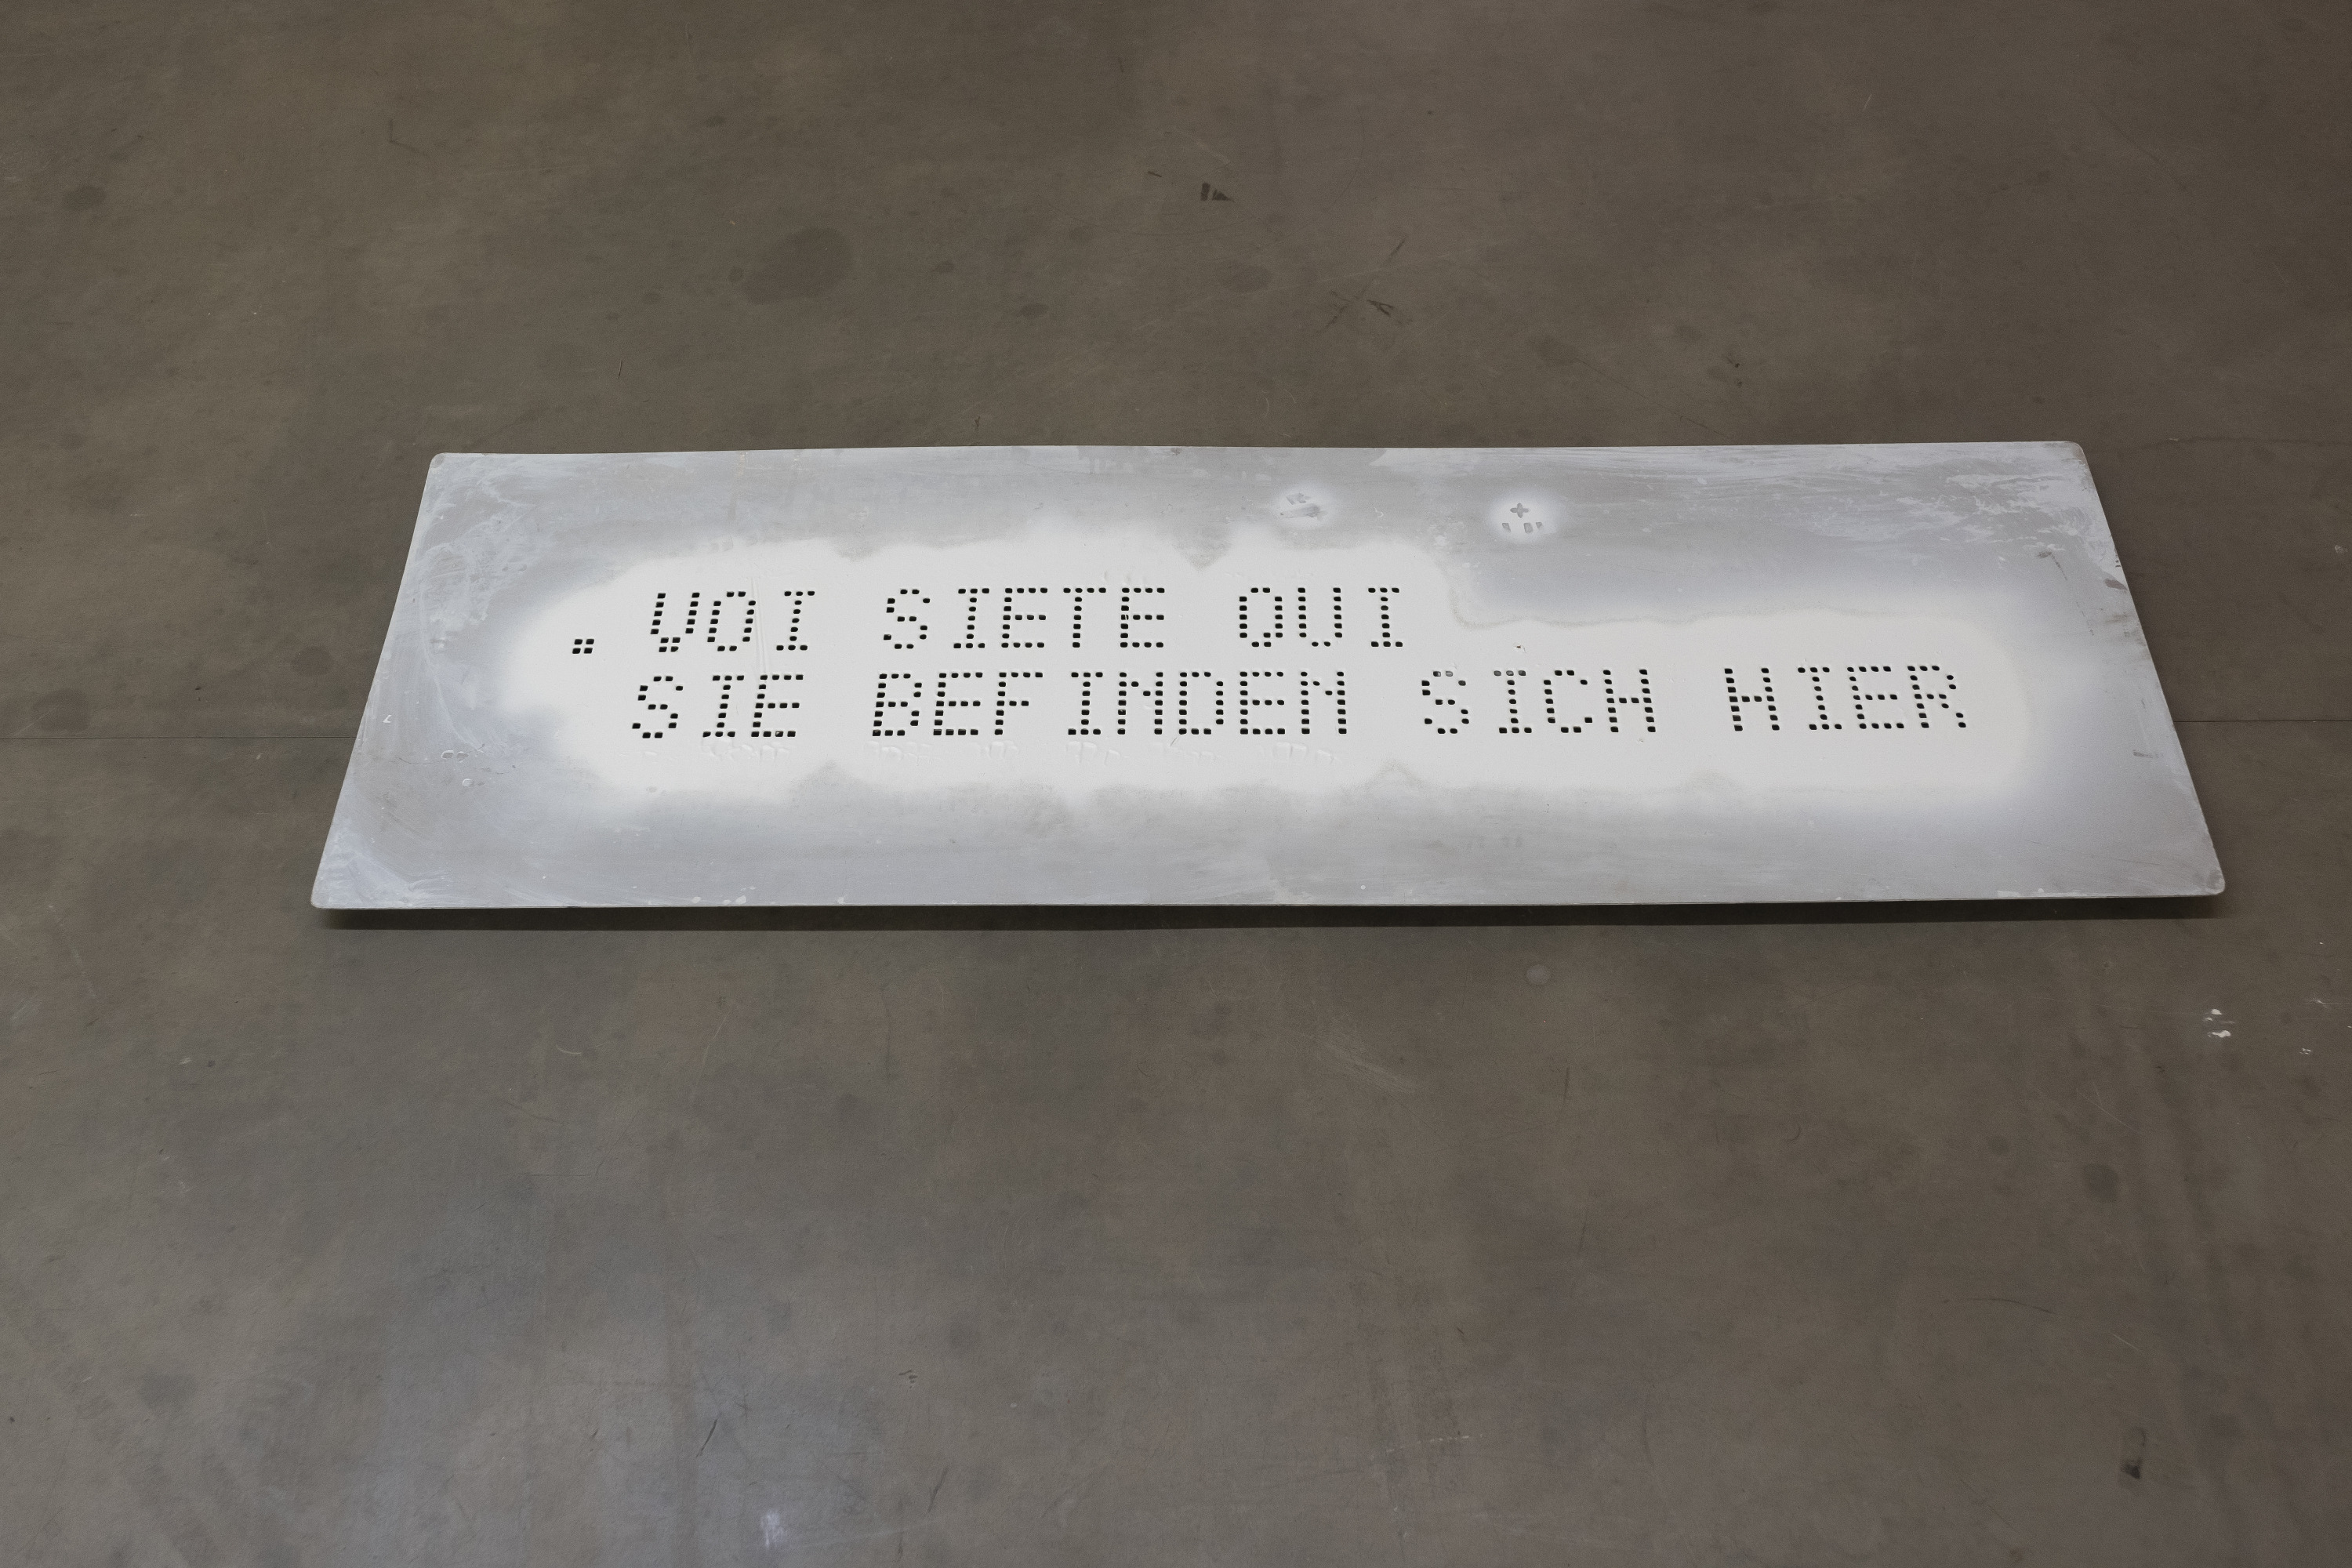 . VOI SIETE QUI
SIE BEFINDEN SICH HIER